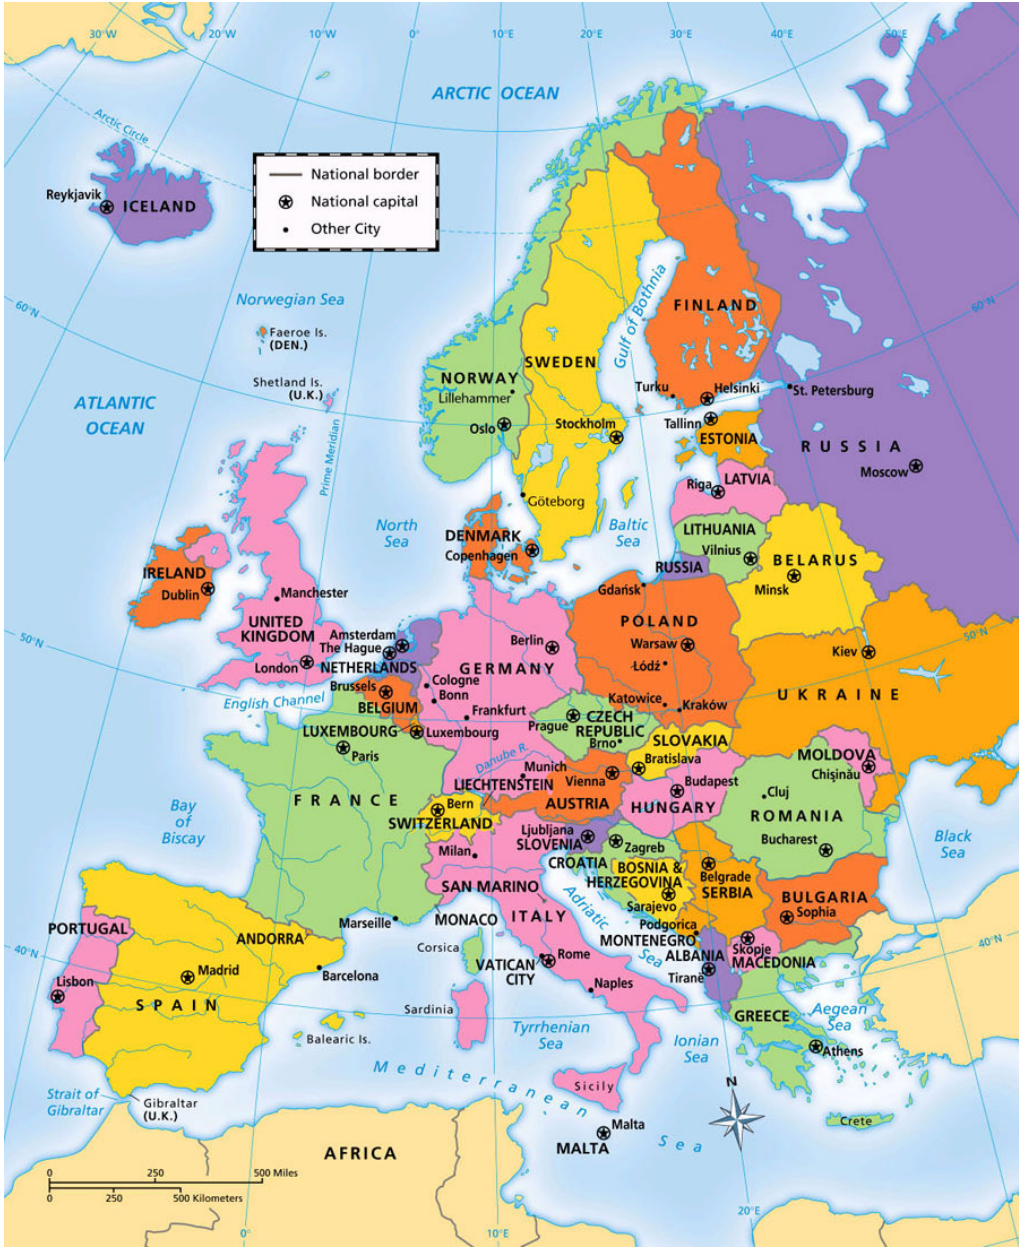 30°W
20°W
10°W
0°
10°E
20°E
30°E
40°E
50°E
ARCTIC OCEAN
Arctic Circle
National border
National capital
Other City
Reykjavik
ICELAND
60°N
Norwegian Sea
Faeroe Is.
(DEN.)
Shetland Is.
(U.K.)
Prime Meridian
ATLANTIC
OCEAN
Gulf of Bothnia
FINLAND
60°N
SWEDEN
NORWAY
Lillehammer
Oslo
Stockholm
Turku
Helsinki
St. Petersburg
Tallinn
ESTONIA
RUSSIA
Moscow
Riga
LATVIA
Göteborg
North
Sea
Baltic
Sea
DENMARK
Copenhagen
LITHUANIA
Vilnius
RUSSIA
BELARUS
Minsk
IRELAND
Dublin
Manchester
UNITED
KINGDOM
London
Amsterdam
The Hague
NETHERLANDS
Gdańsk
POLAND
Warsaw
Łódź
Berlin
GERMANY
50°N
50°N
Kiev
UKRAINE
English Channel
Brussels
BELGIUM
Cologne
Bonn
Frankfurt
Katowice
Kraków
LUXEMBOURG
Luxembourg
Paris
Prague
CZECH
REPUBLIC
Brno
SLOVAKIA
Bratislava
Danube R.
Munich
Vienna
LIECHTENSTEIN
AUSTRIA
Budapest
HUNGARY
MOLDOVA
Chişinău
Cluj
ROMANIA
Bucharest
FRANCE
Bern
SWITZERLAND
Bay
of
Biscay
Ljubljana
SLOVENIA
Zagreb
CROATIA
Milan
BOSNIA &
HERZEGOVINA
Sarajevo
Belgrade
SERBIA
Black
Sea
BULGARIA
Sophia
SAN MARINO
ITALY
Adriatic Sea
Podgorica
MONTENEGRO
ALBANIA
Skopje
MACEDONIA
Tiranë
Marseille
MONACO
Corsica
VATICAN
CITY
Rome
Naples
PORTUGAL
ANDORRA
40°N
40°N
Lisbon
Madrid
Barcelona
SPAIN
Sardinia
Balearic Is.
Tyrrhenian
Sea
Ionian
Sea
GREECE
Aegean
Sea
Athens
Mediterranean Sea
Strait of
Gibraltar
Gibraltar
(U.K.)
Sicily
N
Crete
Malta
MALTA
AFRICA
0 250 500 Miles
0 250 500 Kilometers
0°
10°E
20°E